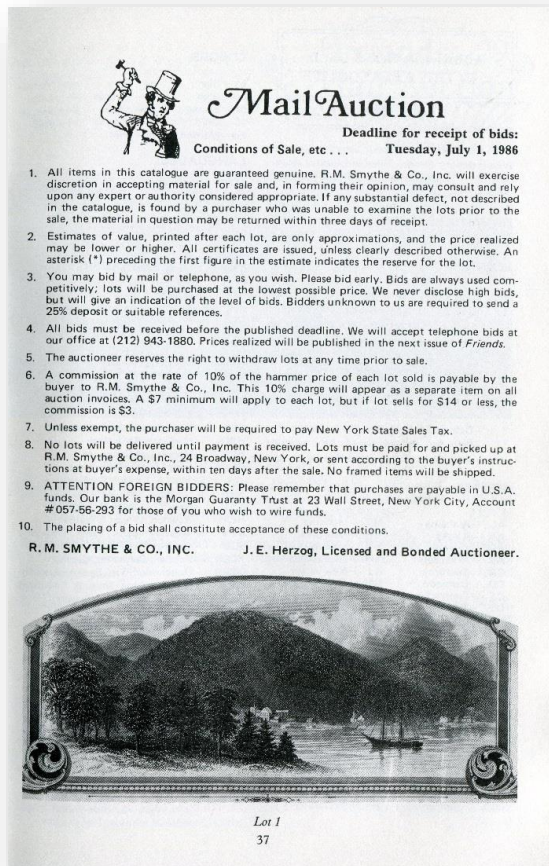 Mail Auction
Deadline for receipt of bids:
Conditions of Sale, etc . . . Tuesday, July 1, 1986
1. All items in this catalogue are guaranteed genuine. R.M. Smythe & Co., Inc. will exercise
discretion in accepting material for sale and, in forming their opinion, may consult and rely
upon any expert or authority considered appropriate. If any substantial defect, not described
in the catalogue, is found by a purchaser who was unable to examine the lots prior to the
sale, the material in question may be returned within three days of receipt.
2. Estimates of value, printed after each lot, are only approximations, and the price realized
may be lower or higher. All certificates are issued, unless clearly described otherwise. An
asterisk (*) preceding the first figure in the estimate indicates the reserve for the lot.
3. You may bid by mail or telephone, as you wish. Please bid early. Bids are always used com-
petitively; lots will be purchased at the lowest possible price. We never disclose high bids,
but will give an indication of the level of bids. Bidders unknown to us are required to send a
25% deposit or suitable references.
4. All bids must be received before the published deadline. We will accept telephone bids at
our office at (212) 943-1880. Prices realized will be published in the next issue of Friends.
5. The auctioneer reserves the right to withdraw lots at any time prior to sale.
6. A commission at the rate of 10% of the hammer price of each lot sold is payable by the
buyer to R.M. Smythe & Co., Inc. This 10% charge will appear as a separate item on all
auction invoices. A $7 minimum will apply to each lot, but if lot sells for $14 or less, the
commission is $3.
7. Unless exempt, the purchaser will be required to pay New York State Sales Tax.
8. No lots will be delivered until payment is received. Lots must be paid for and picked up at
R.M. Smythe & Co., Inc., 24 Broadway, New York, or sent according to the buyer's instruc-
tions at buyer's expense, within ten days after the sale. No framed items will be shipped.
9. ATTENTION FOREIGN BIDDERS: Please remember that purchases are payable in U.S.A.
funds. Our bank is the Morgan Guaranty Trust at 23 Wall Street, New York City, Account
# 057-56-293 for those of you who wish to wire funds.
10. The placing of a bid shall constitute acceptance of these conditions.
R. M. SMYTHE & CO., INC. J. E. Herzog, Licensed and Bonded Auctioneer.
Lot 1
37